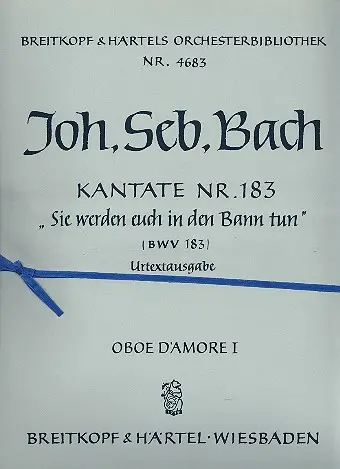 BREITKOPF & HÄRTELS ORCHESTERBIBLIOTHEK
NR. 4683
Joh. Seb. Bach
KANTATE NR. 183
„Sie werden euch in den Bann tun"
(BWV 183)
Urtextausgabe
OBOE D'AMORE I
BREITKOPF & HÄRTEL · WIESBADEN